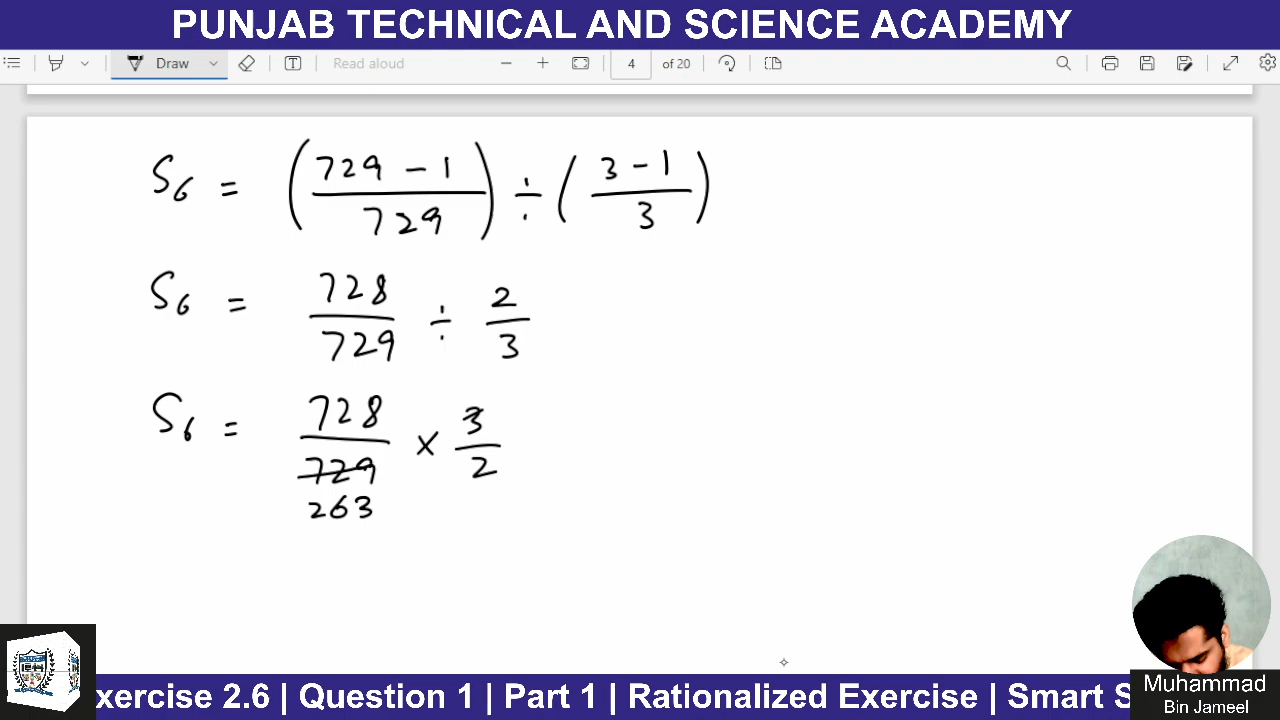 PUNJAB TECHNICAL AND SCIENCE ACADEMY
Draw Read aloud 4 of 20
S₆ = ((729 - 1)/729) ÷ ((3 - 1)/3)
S₆ = 728/729 ÷ 2/3
S₆ = 728/729 × 3/2
263
xercise 2.6 | Question 1 | Part 1 | Rationalized Exercise | Smart S
Muhammad
Bin Jameel